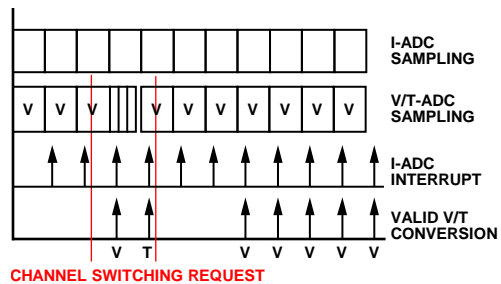 I-ADC
SAMPLING
V V V V V V V V V V
V/T-ADC
SAMPLING
I-ADC
INTERRUPT
VALID V/T
CONVERSION
V T V V V V V
CHANNEL SWITCHING REQUEST